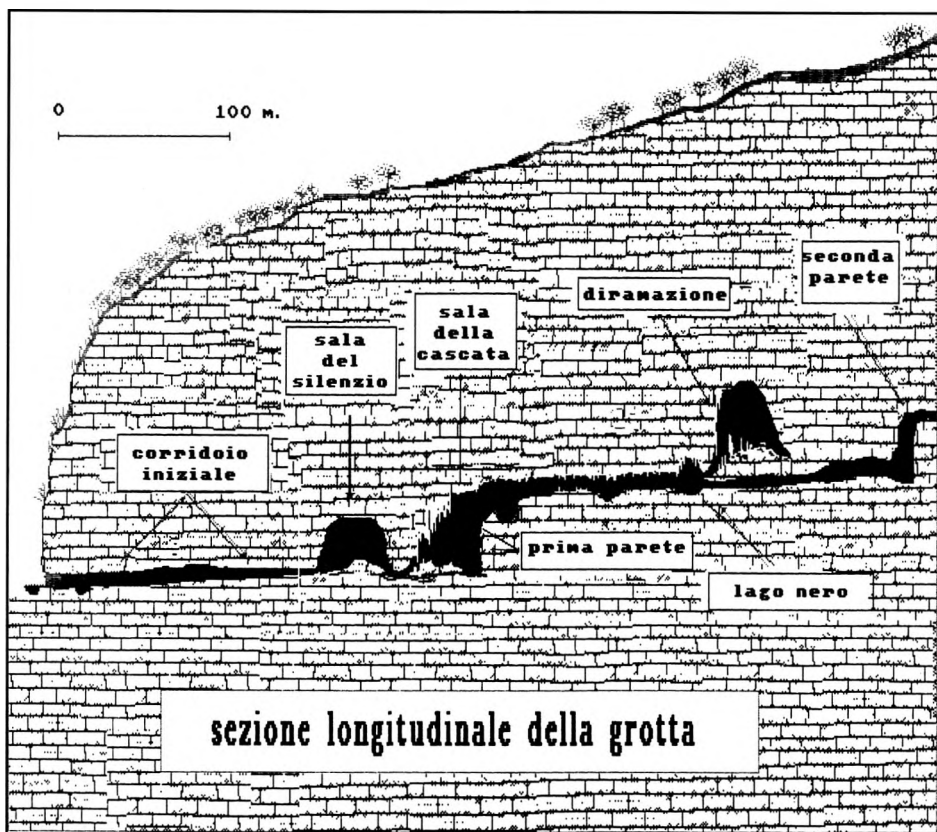 0 100 m.
seconda
parete
diramazione
sala
della
cascata
sala
del
silenzio
corridoio
iniziale
prima parete
lago nero
sezione longitudinale della grotta